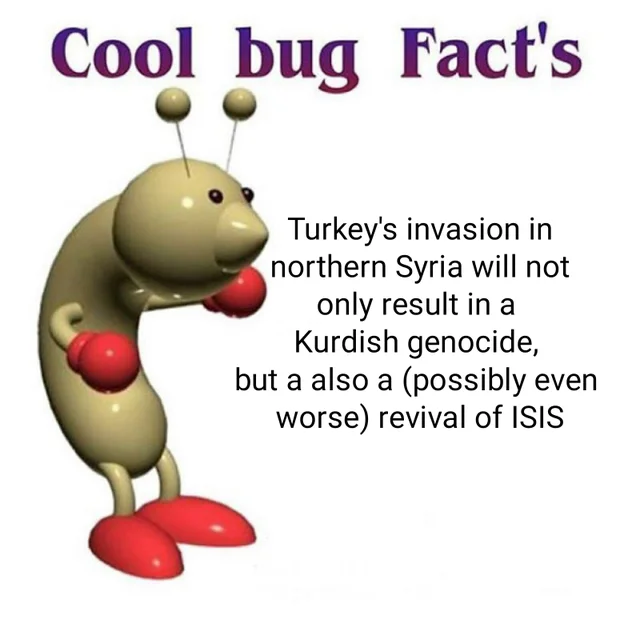 Cool bug Fact's
Turkey's invasion in
northern Syria will not
only result in a
Kurdish genocide,
but a also a (possibly even
worse) revival of ISIS